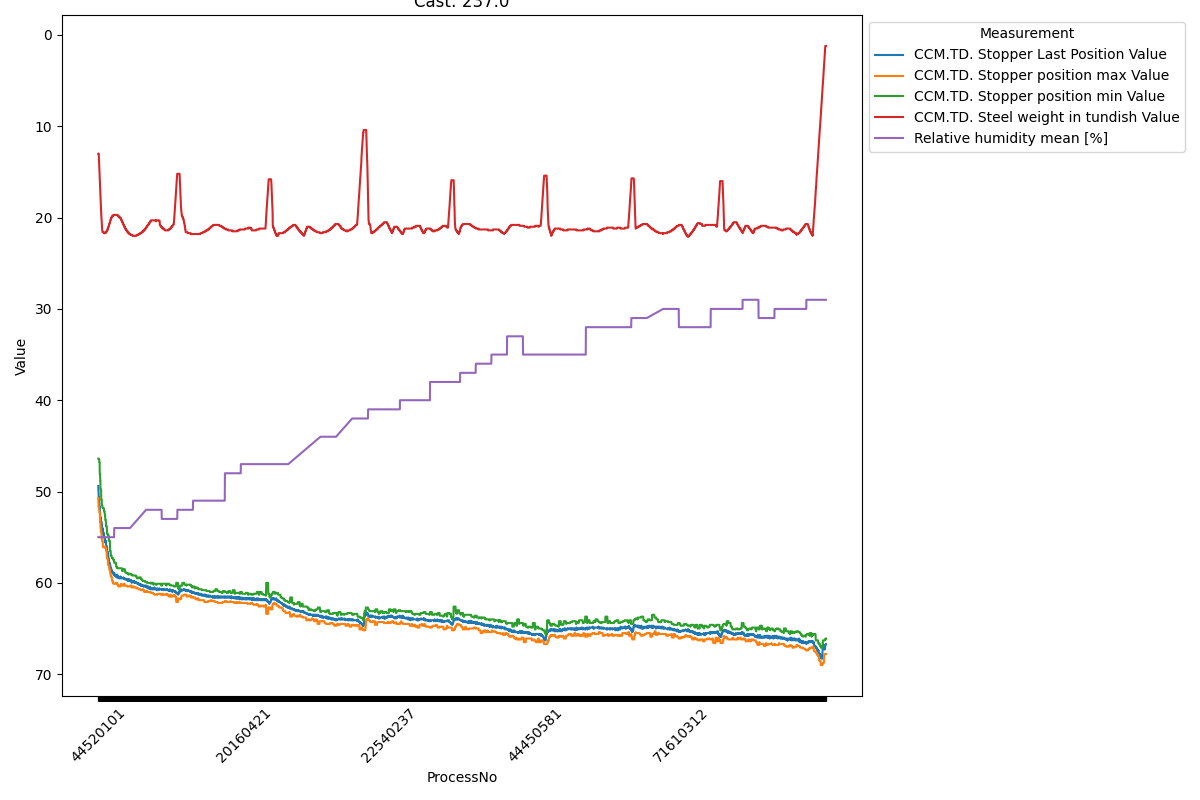 Cast: 237.0
Measurement
CCM.TD. Stopper Last Position Value
CCM.TD. Stopper position max Value
CCM.TD. Stopper position min Value
CCM.TD. Steel weight in tundish Value
Relative humidity mean [%]
Value
0
10
20
30
40
50
60
70
44520101
20160421
22540237
44450581
71610312
ProcessNo